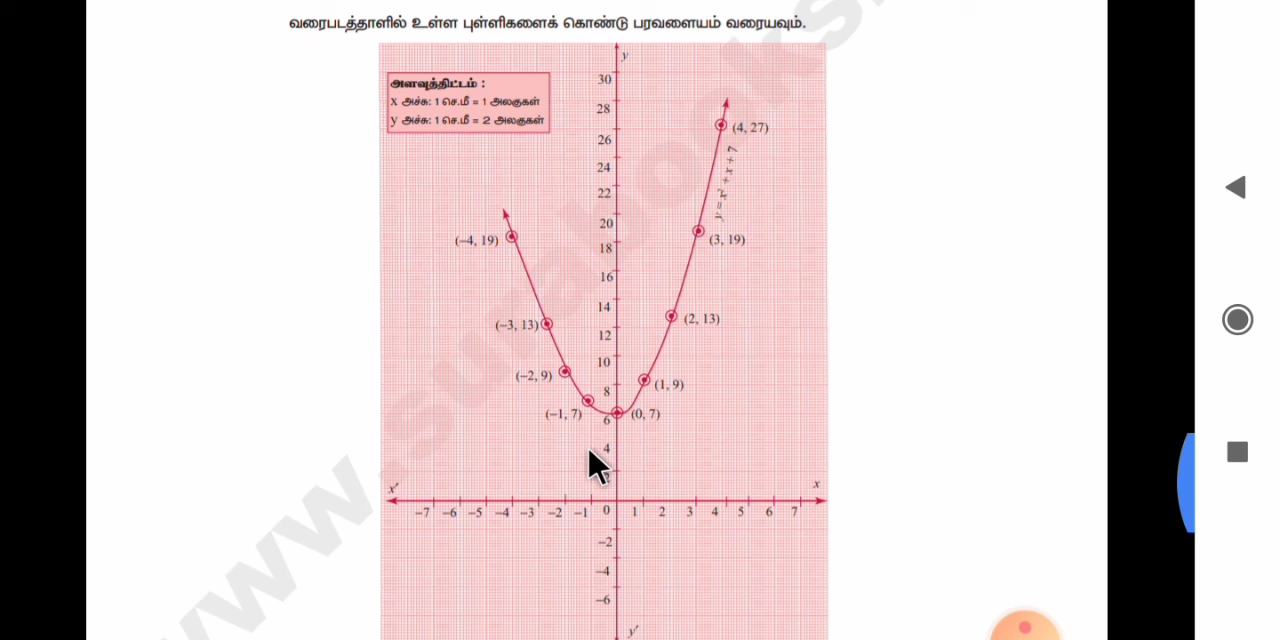 வரைபடத்தாளில் உள்ள புள்ளிகளைக் கொண்டு பரவளையம் வரையவும்.
y
அளவுத்திட்டம் :
x அச்சு: 1 செ.மீ = 1 அலகுகள்
y அச்சு: 1 செ.மீ = 2 அலகுகள்
30
28
(4, 27)
26
y = x² + x + 7
24
22
20
(–4, 19)
(3, 19)
18
16
14
(–3, 13)
(2, 13)
12
10
(–2, 9)
(1, 9)
8
(–1, 7)
(0, 7)
6
4
2
x′
x
–7 –6 –5 –4 –3 –2 –1 0 1 2 3 4 5 6 7
–2
–4
–6
y′
www.surabooks